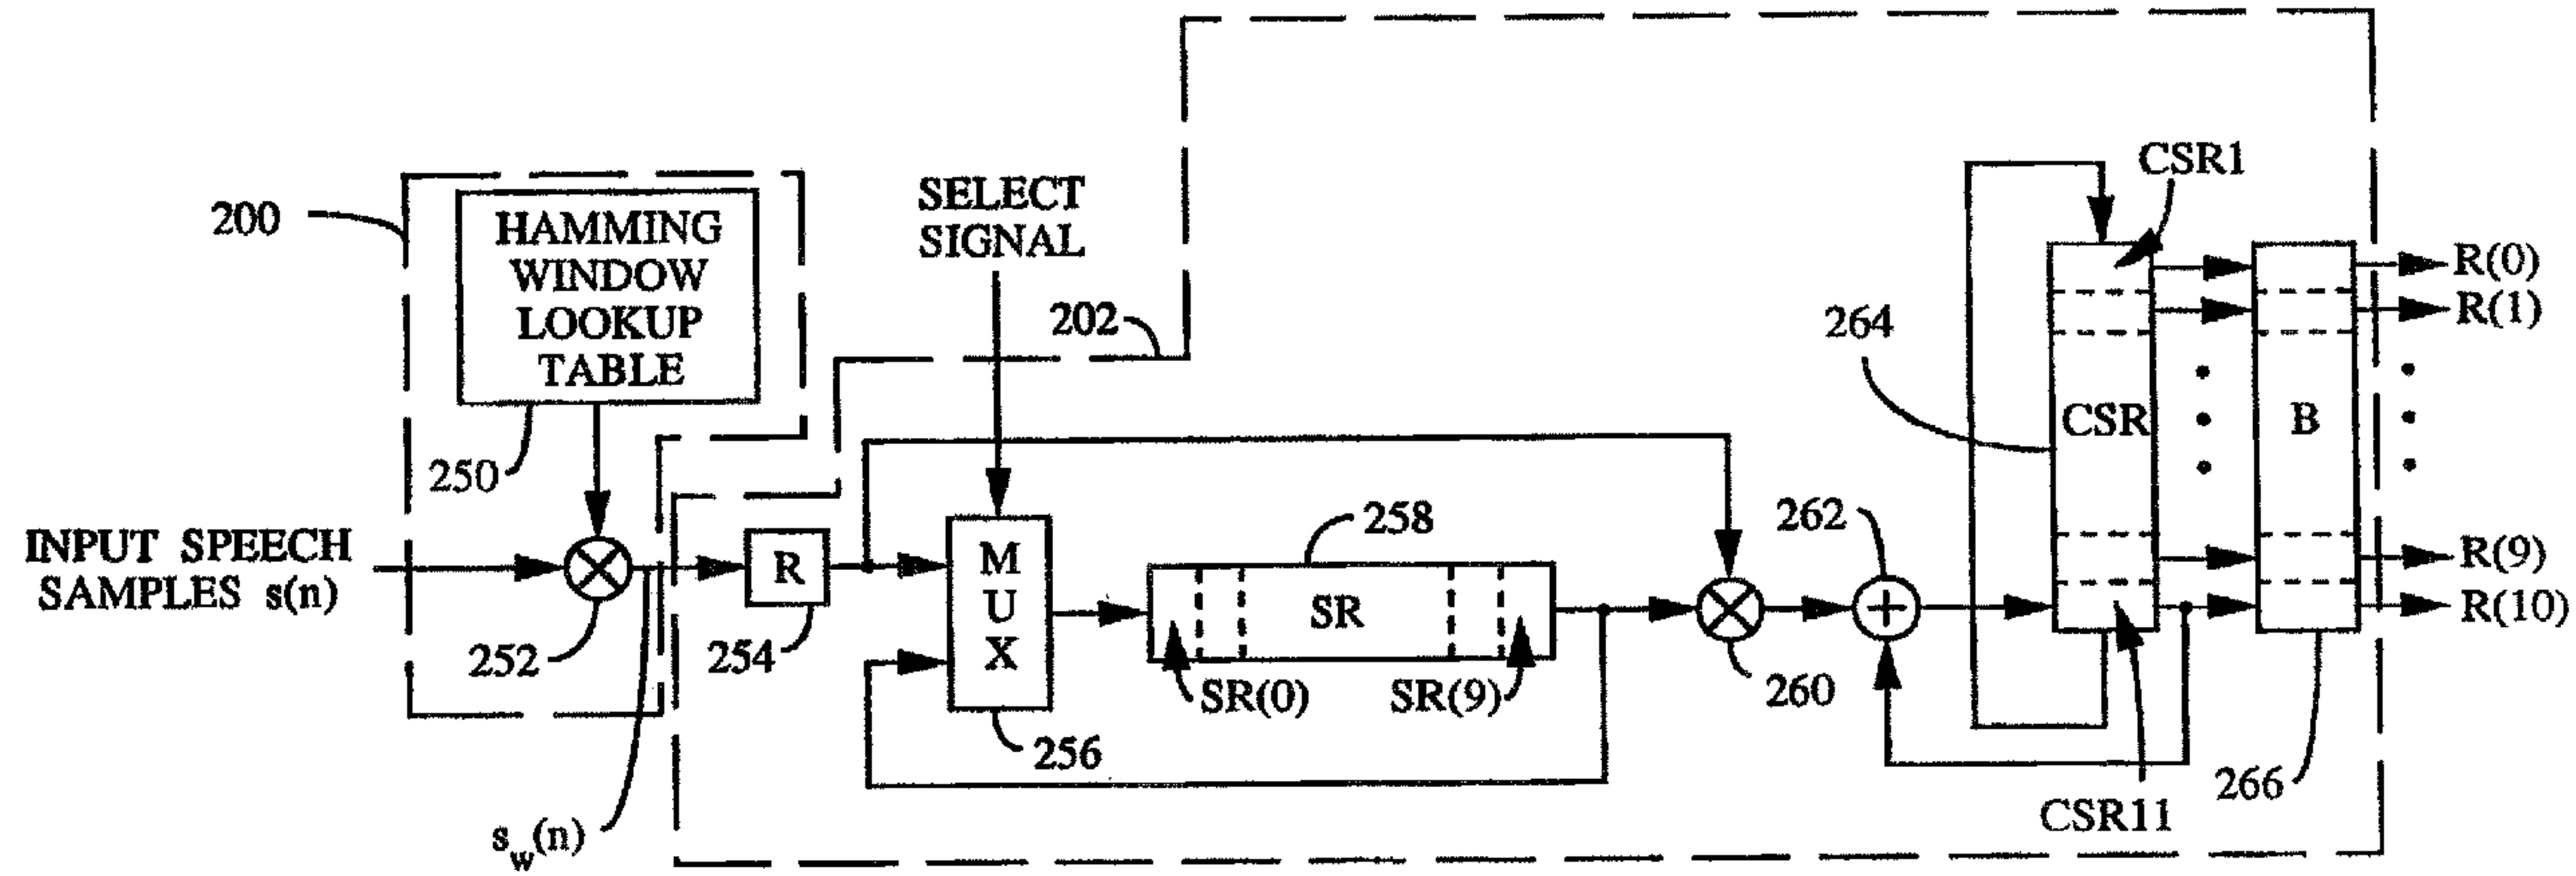 200
HAMMING
WINDOW
LOOKUP
TABLE
250
INPUT SPEECH
SAMPLES s(n)
252
s_w(n)
SELECT
SIGNAL
202
R
254
M
U
X
256
258
SR
SR(0)
SR(9)
260
262
264
CSR1
CSR
CSR11
B
266
R(0)
R(1)
R(9)
R(10)